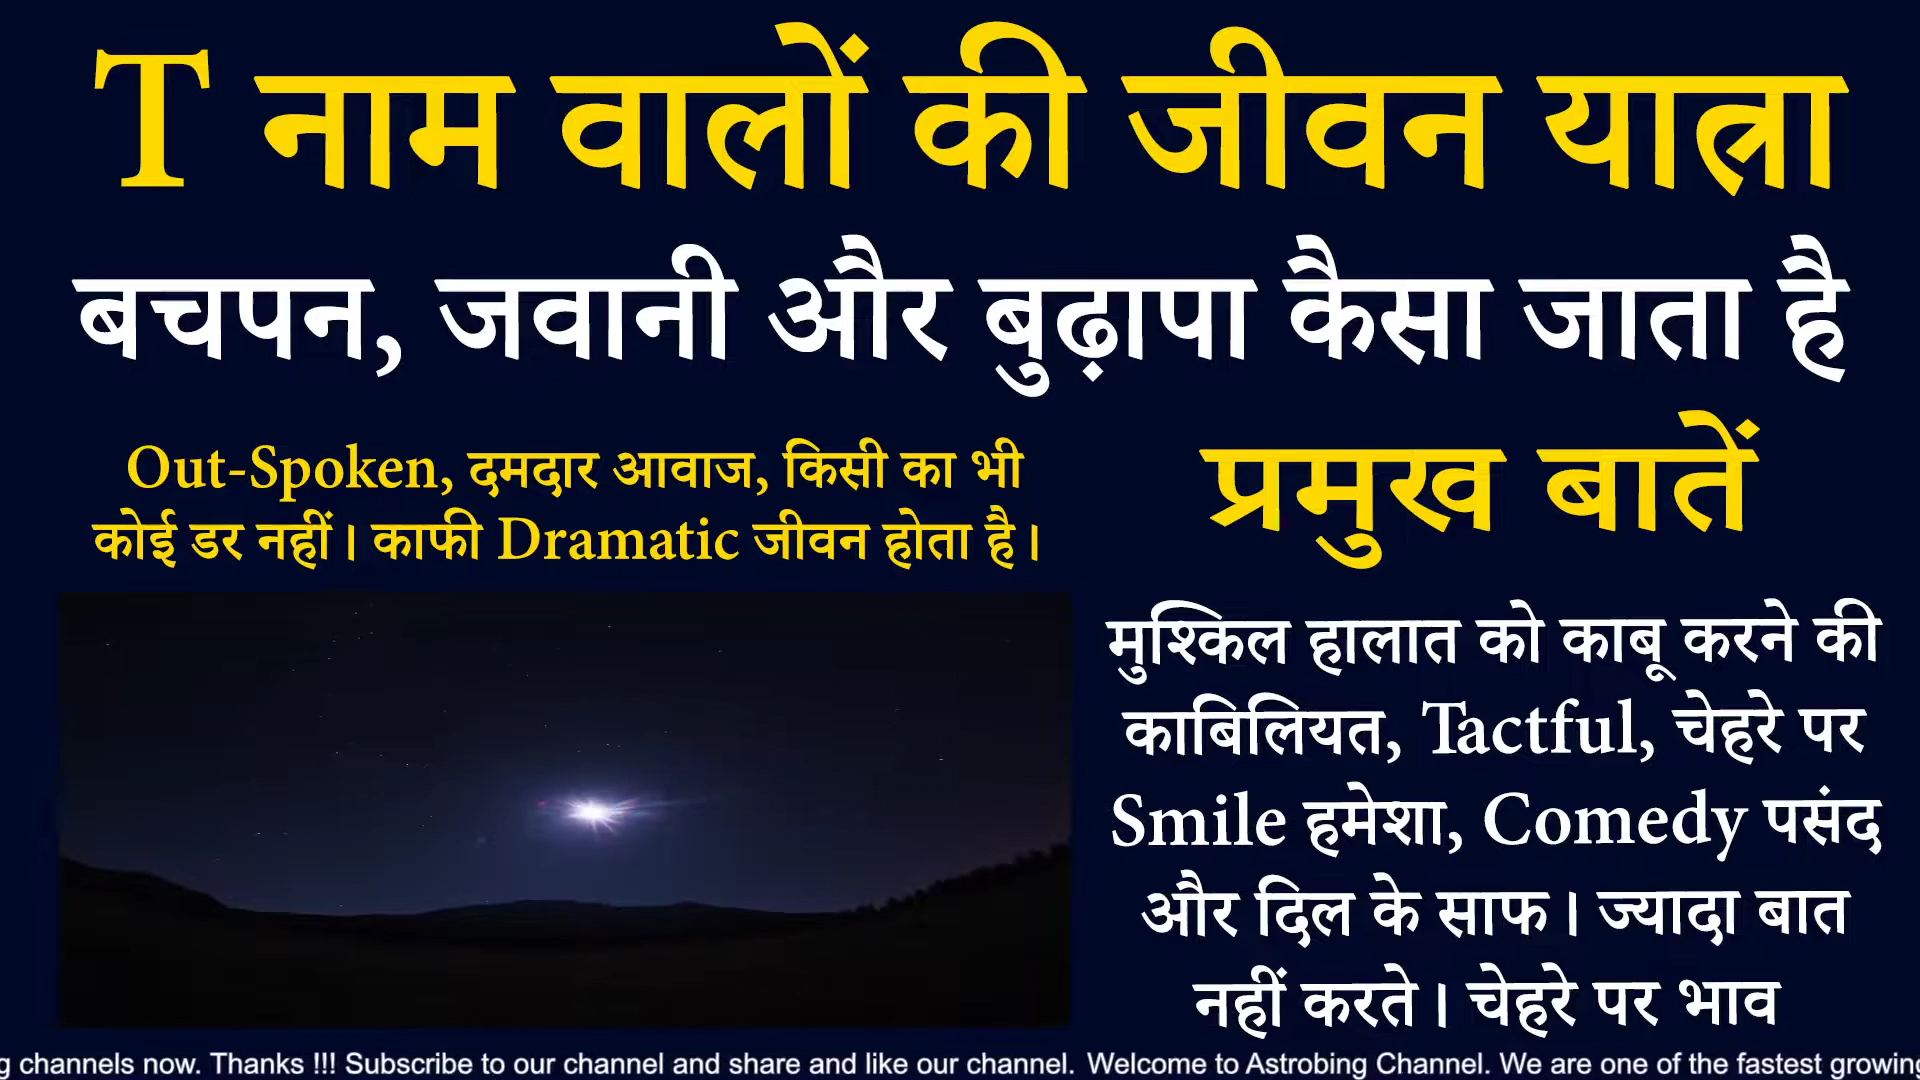 T नाम वालों की जीवन यात्रा
बचपन, जवानी और बुढ़ापा कैसा जाता है
Out-Spoken, दमदार आवाज, किसी का भी
कोई डर नहीं। काफी Dramatic जीवन होता है।
प्रमुख बातें
मुश्किल हालात को काबू करने की
काबिलियत, Tactful, चेहरे पर
Smile हमेशा, Comedy पसंद
और दिल के साफ। ज्यादा बात
नहीं करते। चेहरे पर भाव
g channels now. Thanks !!! Subscribe to our channel and share and like our channel. Welcome to Astrobing Channel. We are one of the fastest growing